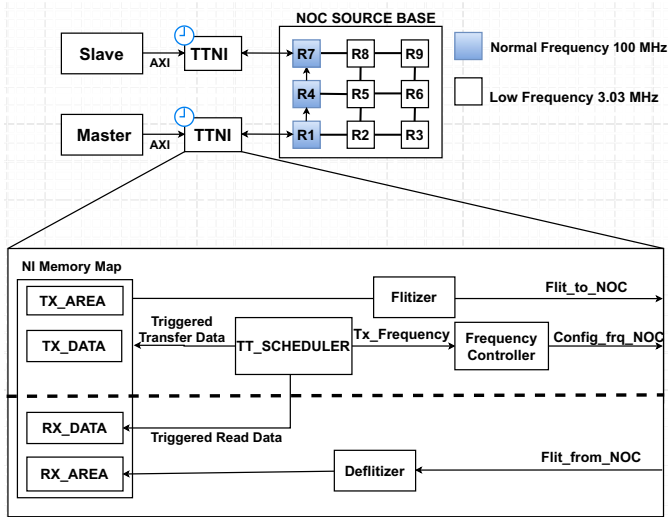 NOC SOURCE BASE
Slave
AXI
TTNI
R7
R8
R9
Normal Frequency 100 MHz
R4
R5
R6
Low Frequency 3.03 MHz
Master
AXI
TTNI
R1
R2
R3
NI Memory Map
TX_AREA
Flitizer
Flit_to_NOC
TX_DATA
Triggered
Transfer Data
TT_SCHEDULER
Tx_Frequency
Frequency
Controller
Config_frq_NOC
RX_DATA
Triggered Read Data
RX_AREA
Deflitizer
Flit_from_NOC